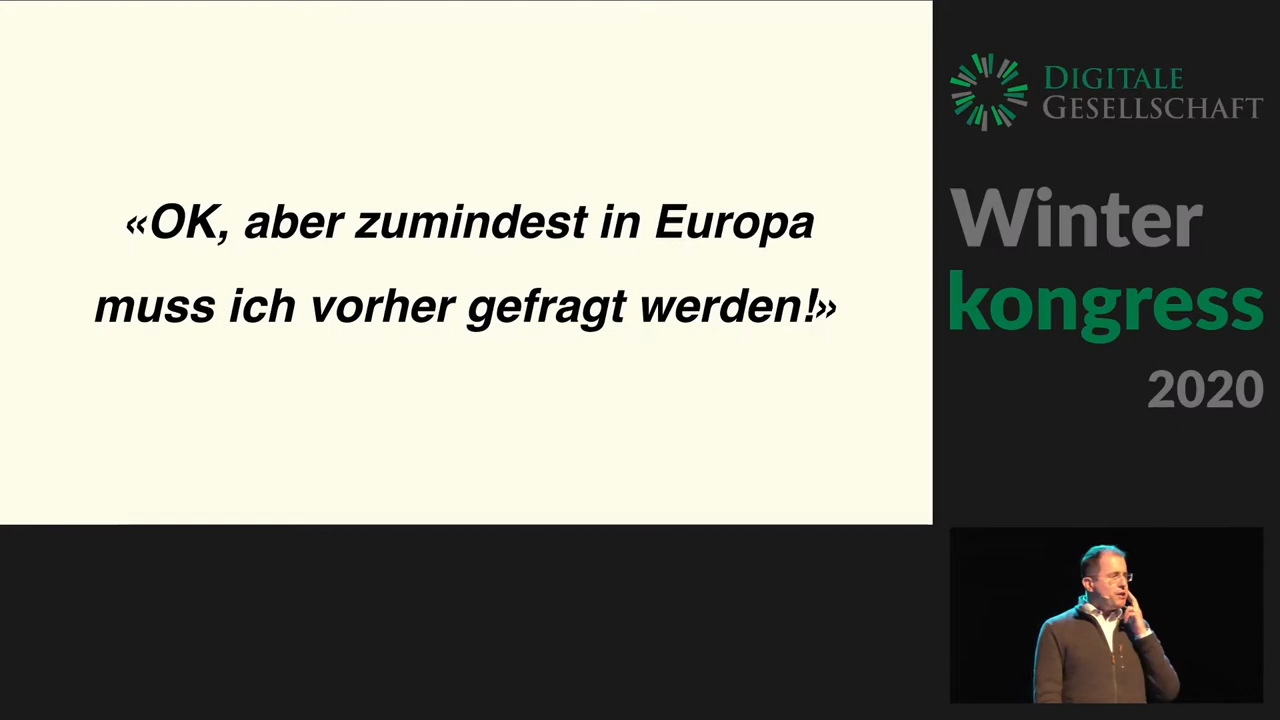 «OK, aber zumindest in Europa
muss ich vorher gefragt werden!»
DIGITALE
GESELLSCHAFT
Winter
kongress
2020